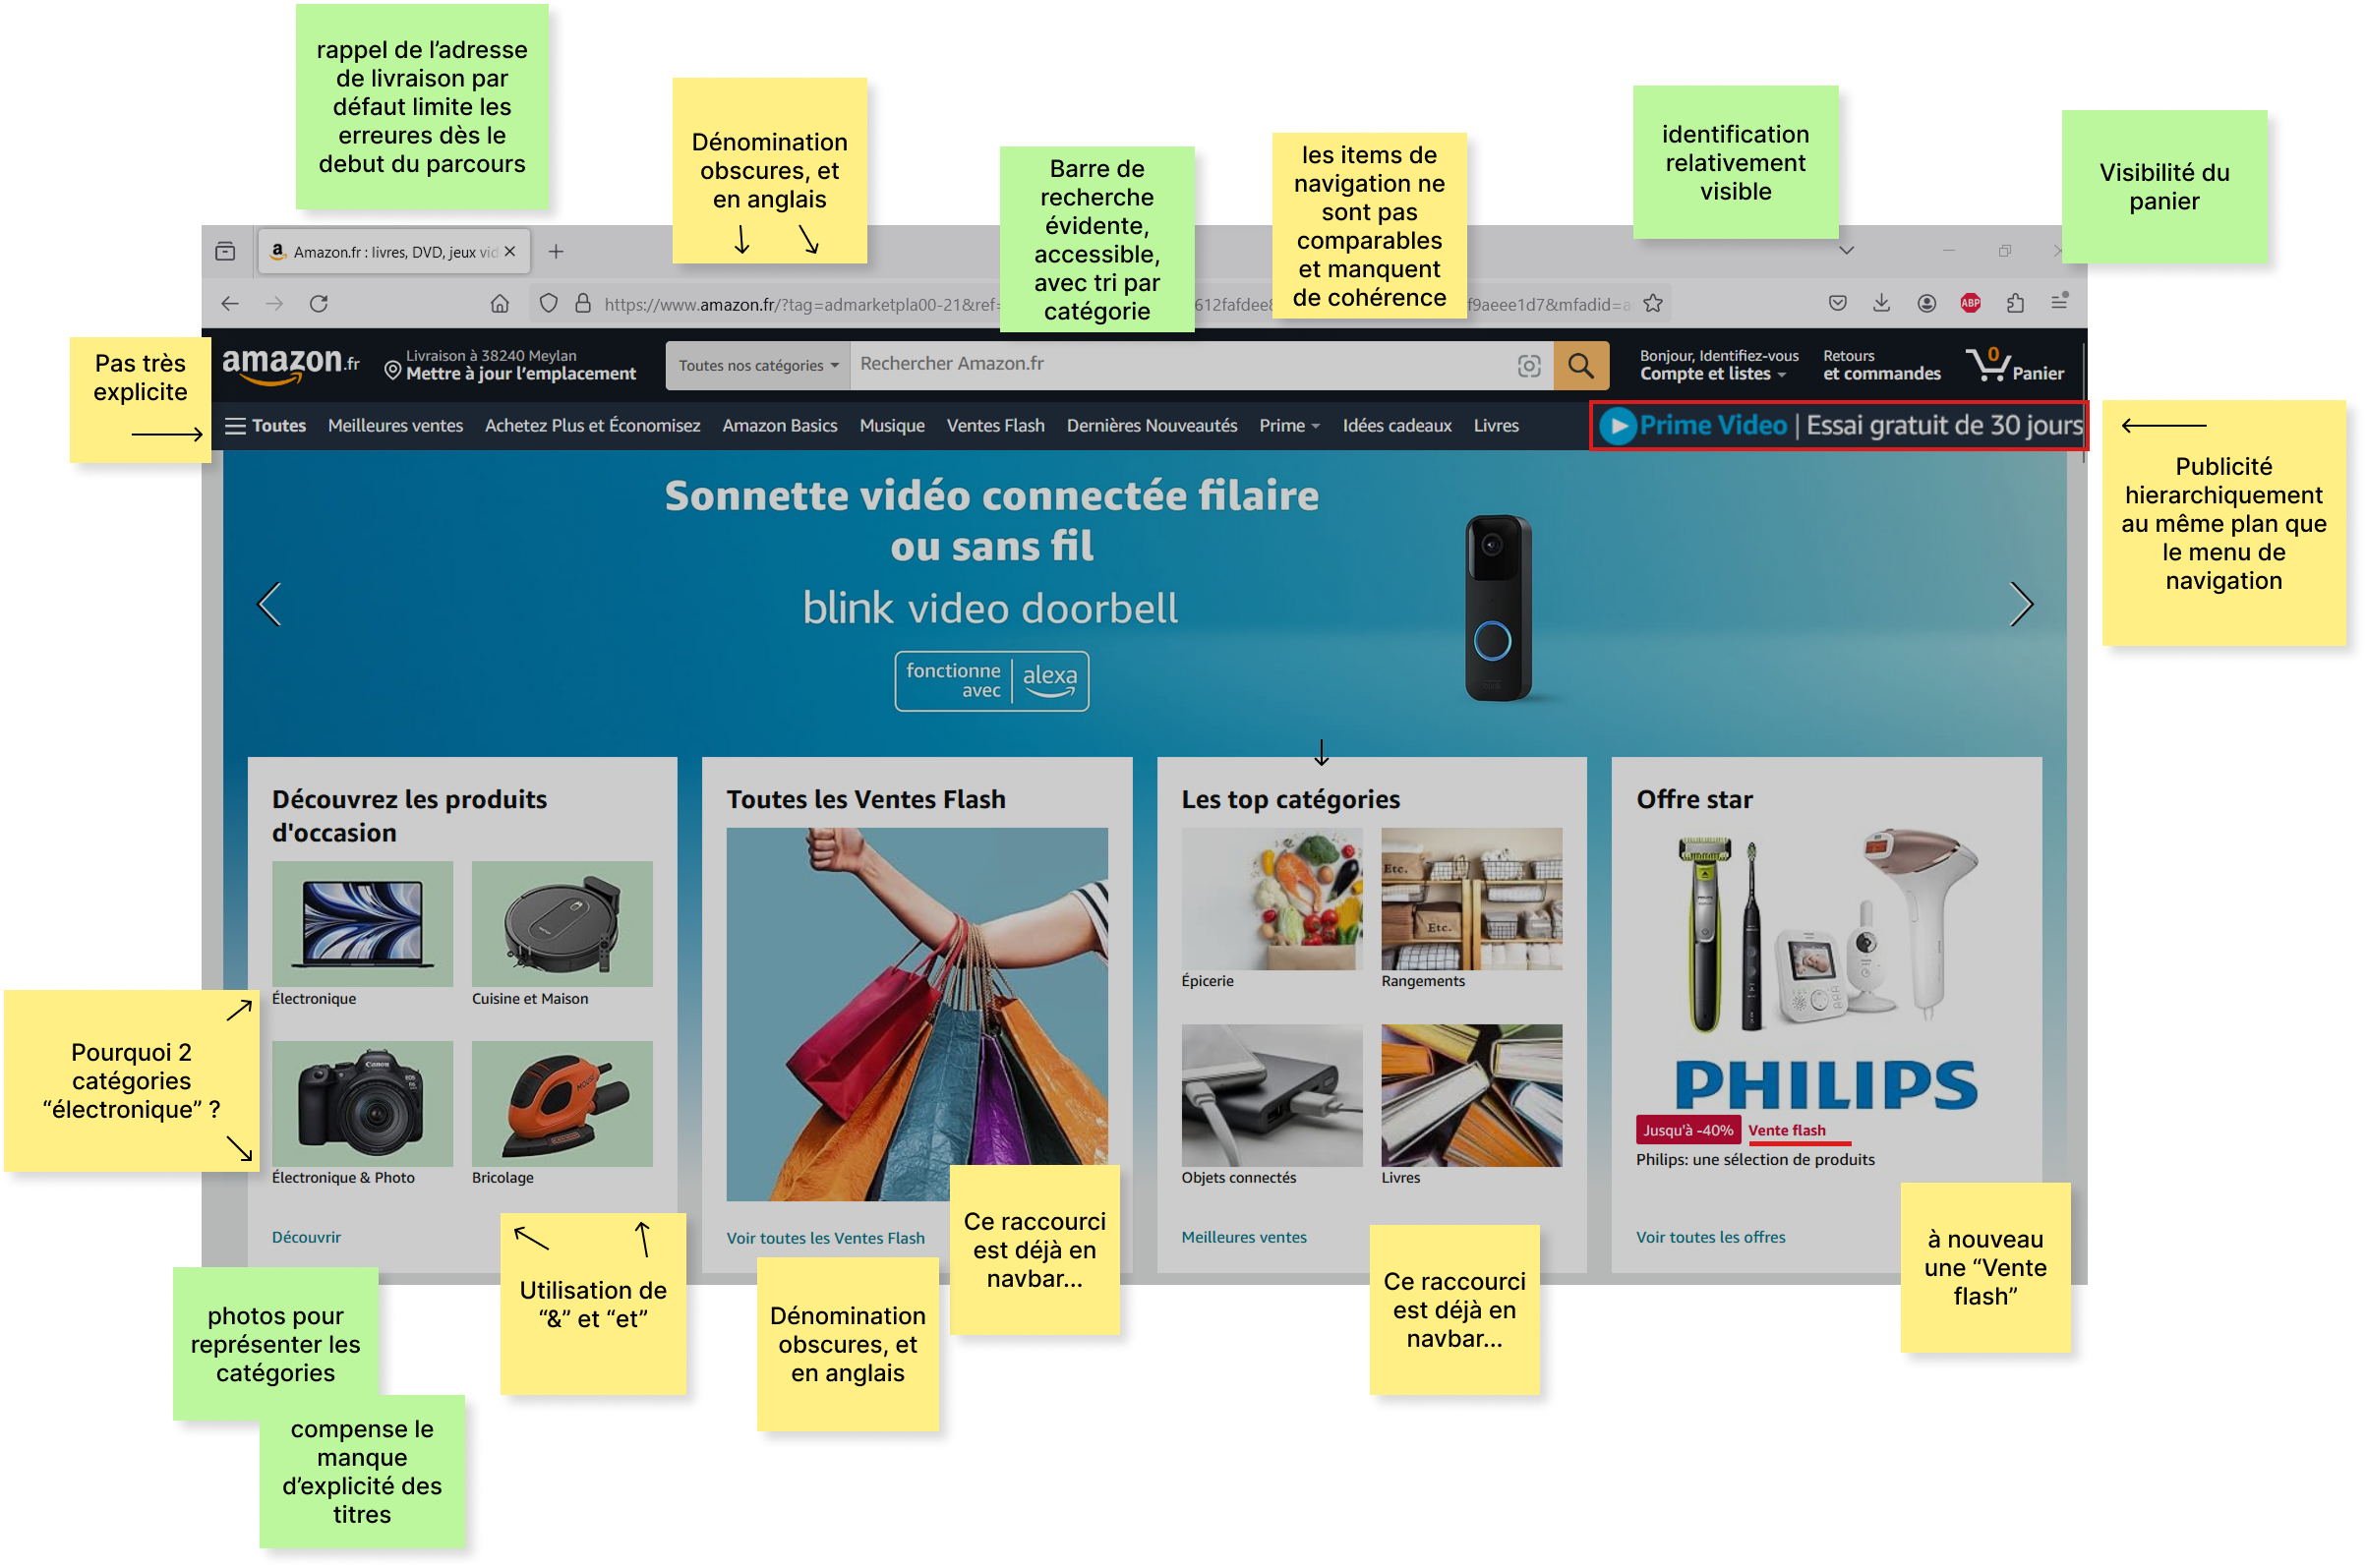 rappel de l’adresse
de livraison par
défaut limite les
erreures dès le
debut du parcours
Dénomination
obscures, et
en anglais
Barre de
recherche
évidente,
accessible,
avec tri par
catégorie
les items de
navigation ne
sont pas
comparables
et manquent
de cohérence
identification
relativement
visible
Visibilité du
panier
Amazon.fr : livres, DVD, jeux vid
https://www.amazon.fr/?tag=admarketpla00-21&ref=
612fafdee
f9aeee1d7&mfadid=a
ABP
Pas très
explicite
amazon.fr
Livraison à 38240 Meylan
Mettre à jour l’emplacement
Toutes nos catégories
Rechercher Amazon.fr
Bonjour, Identifiez-vous
Compte et listes
Retours
et commandes
0
Panier
Toutes
Meilleures ventes
Achetez Plus et Économisez
Amazon Basics
Musique
Ventes Flash
Dernières Nouveautés
Prime
Idées cadeaux
Livres
Prime Video | Essai gratuit de 30 jours
Publicité
hierarchiquement
au même plan que
le menu de
navigation
Sonnette vidéo connectée filaire
ou sans fil
blink video doorbell
fonctionne
avec
alexa
Découvrez les produits
d'occasion
Électronique
Cuisine et Maison
Canon
MOUSE
Électronique & Photo
Bricolage
Découvrir
Toutes les Ventes Flash
Voir toutes les Ventes Flash
Les top catégories
Etc.
Etc.
Épicerie
Rangements
Objets connectés
Livres
Meilleures ventes
Offre star
PHILIPS
Jusqu'à -40%
Vente flash
Philips: une sélection de produits
Voir toutes les offres
Pourquoi 2
catégories
“électronique” ?
photos pour
représenter les
catégories
compense le
manque
d’explicité des
titres
Utilisation de
“&” et “et”
Dénomination
obscures, et
en anglais
Ce raccourci
est déjà en
navbar...
Ce raccourci
est déjà en
navbar...
à nouveau
une “Vente
flash”